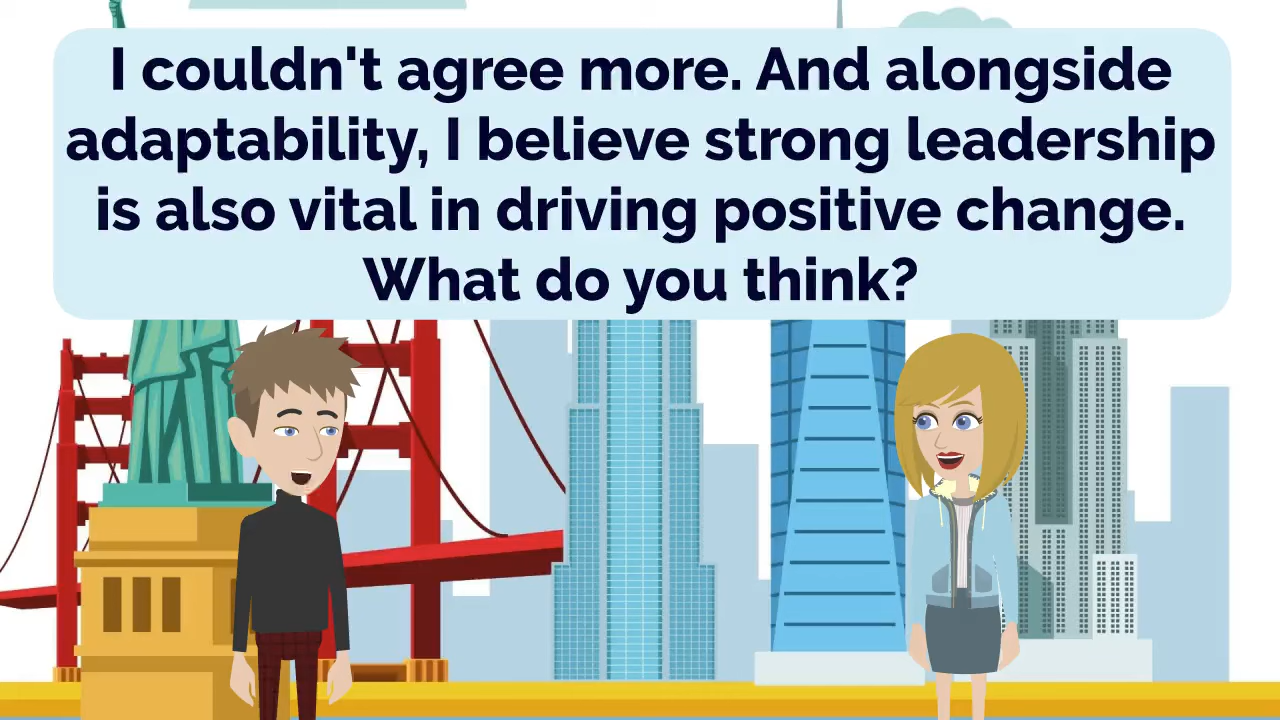 I couldn't agree more. And alongside
adaptability, I believe strong leadership
is also vital in driving positive change.
What do you think?